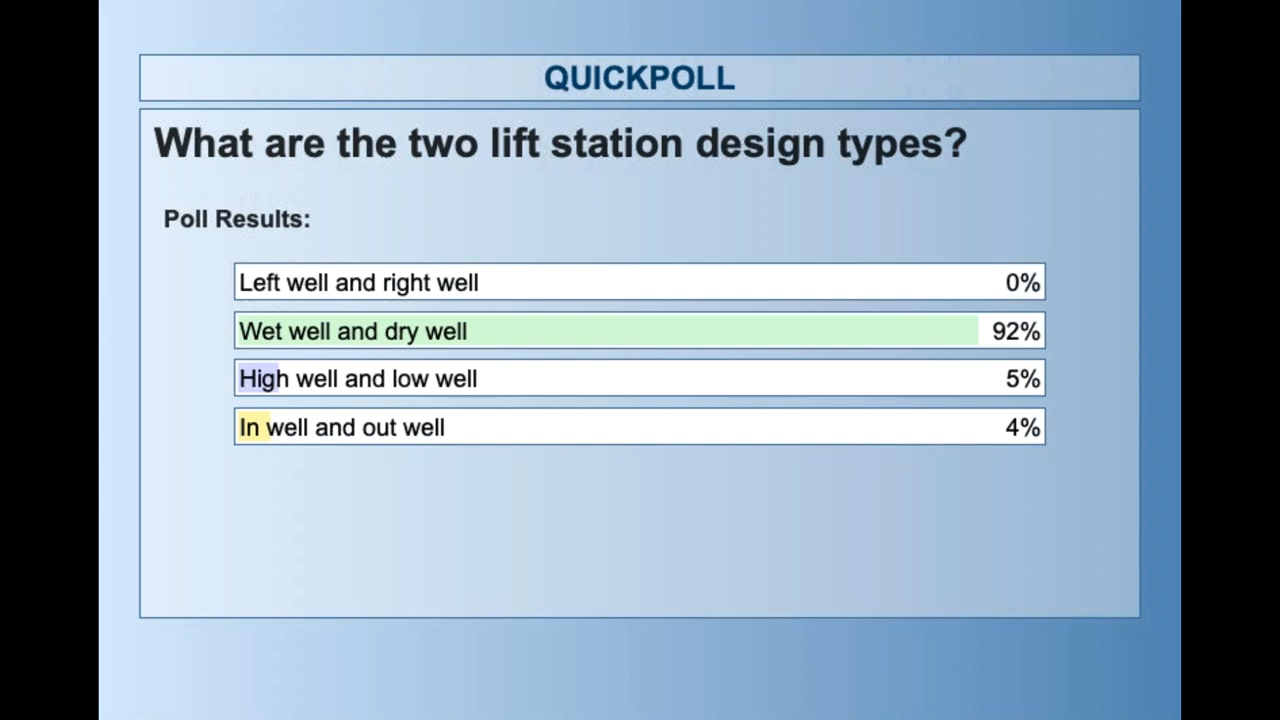 QUICKPOLL
What are the two lift station design types?
Poll Results:
Left well and right well 0%
Wet well and dry well 92%
High well and low well 5%
In well and out well 4%